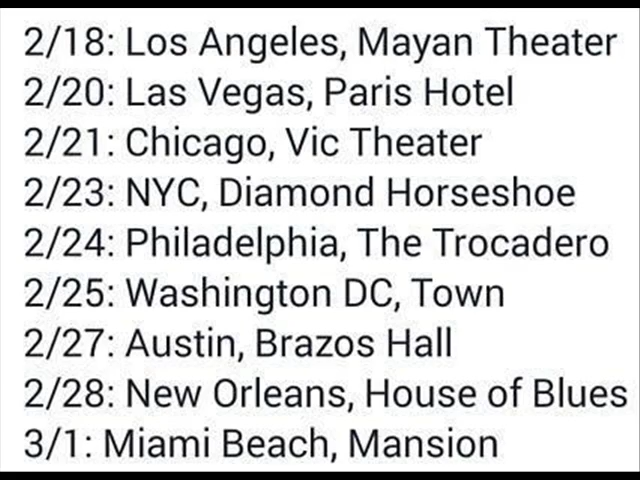 2/18: Los Angeles, Mayan Theater
2/20: Las Vegas, Paris Hotel
2/21: Chicago, Vic Theater
2/23: NYC, Diamond Horseshoe
2/24: Philadelphia, The Trocadero
2/25: Washington DC, Town
2/27: Austin, Brazos Hall
2/28: New Orleans, House of Blues
3/1: Miami Beach, Mansion